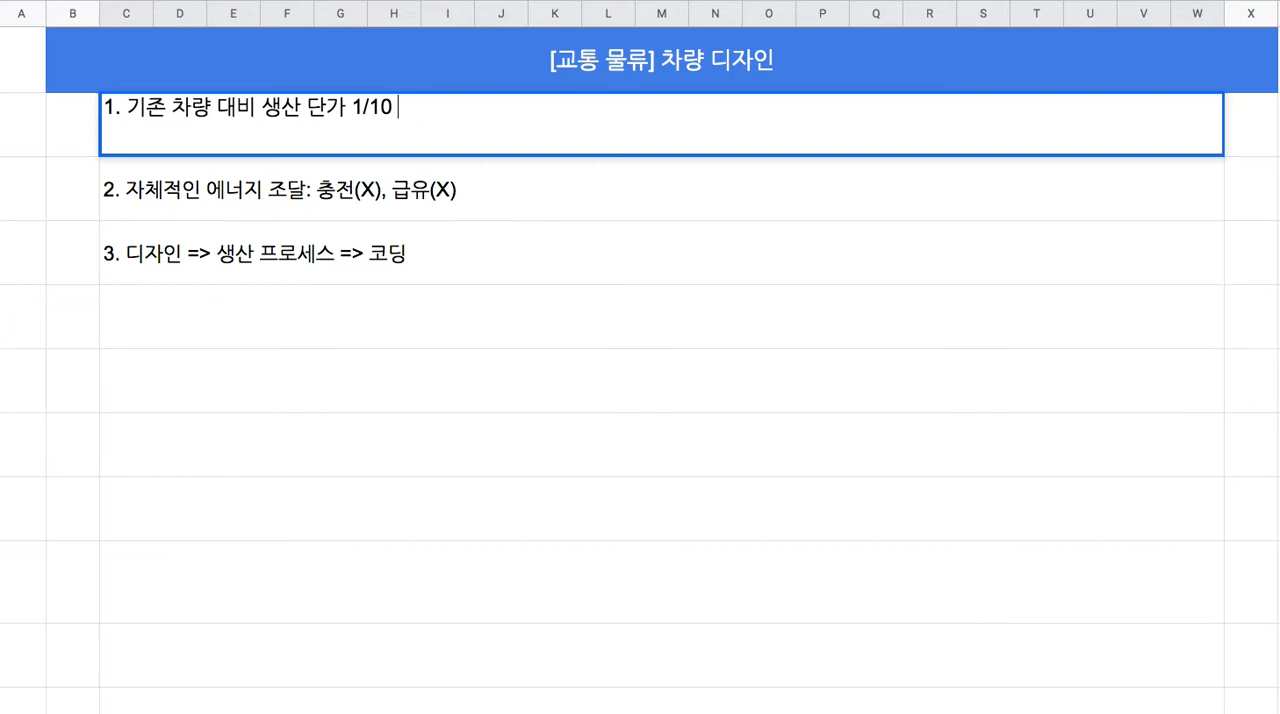 A B C D E F G H I J K L M N O P Q R S T U V W X
[교통 물류] 차량 디자인
1. 기존 차량 대비 생산 단가 1/10
2. 자체적인 에너지 조달: 충전(X), 급유(X)
3. 디자인 => 생산 프로세스 => 코딩